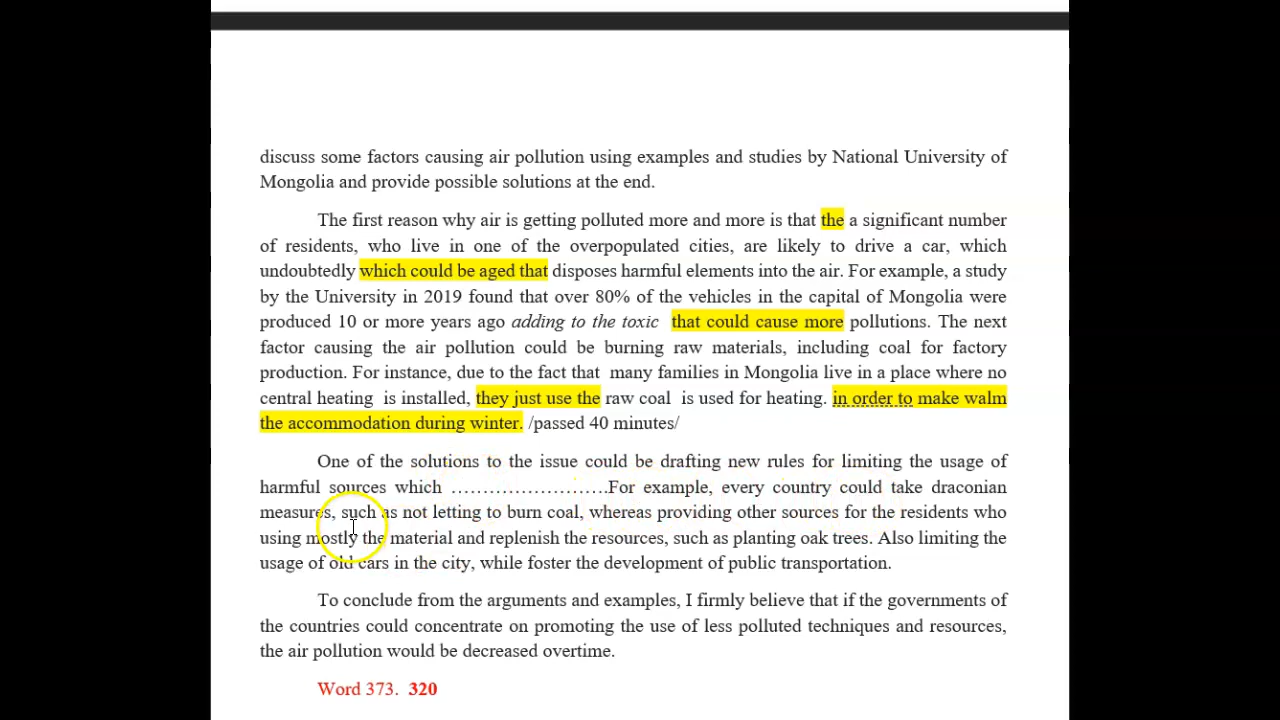 discuss some factors causing air pollution using examples and studies by National University of
Mongolia and provide possible solutions at the end.
The first reason why air is getting polluted more and more is that the a significant number
of residents, who live in one of the overpopulated cities, are likely to drive a car, which
undoubtedly which could be aged that disposes harmful elements into the air. For example, a study
by the University in 2019 found that over 80% of the vehicles in the capital of Mongolia were
produced 10 or more years ago adding to the toxic that could cause more pollutions. The next
factor causing the air pollution could be burning raw materials, including coal for factory
production. For instance, due to the fact that many families in Mongolia live in a place where no
central heating is installed, they just use the raw coal is used for heating. in order to make walm
the accommodation during winter. /passed 40 minutes/
One of the solutions to the issue could be drafting new rules for limiting the usage of
harmful sources which …………………….For example, every country could take draconian
measures, such as not letting to burn coal, whereas providing other sources for the residents who
using mostly the material and replenish the resources, such as planting oak trees. Also limiting the
usage of old cars in the city, while foster the development of public transportation.
To conclude from the arguments and examples, I firmly believe that if the governments of
the countries could concentrate on promoting the use of less polluted techniques and resources,
the air pollution would be decreased overtime.
Word 373. 320